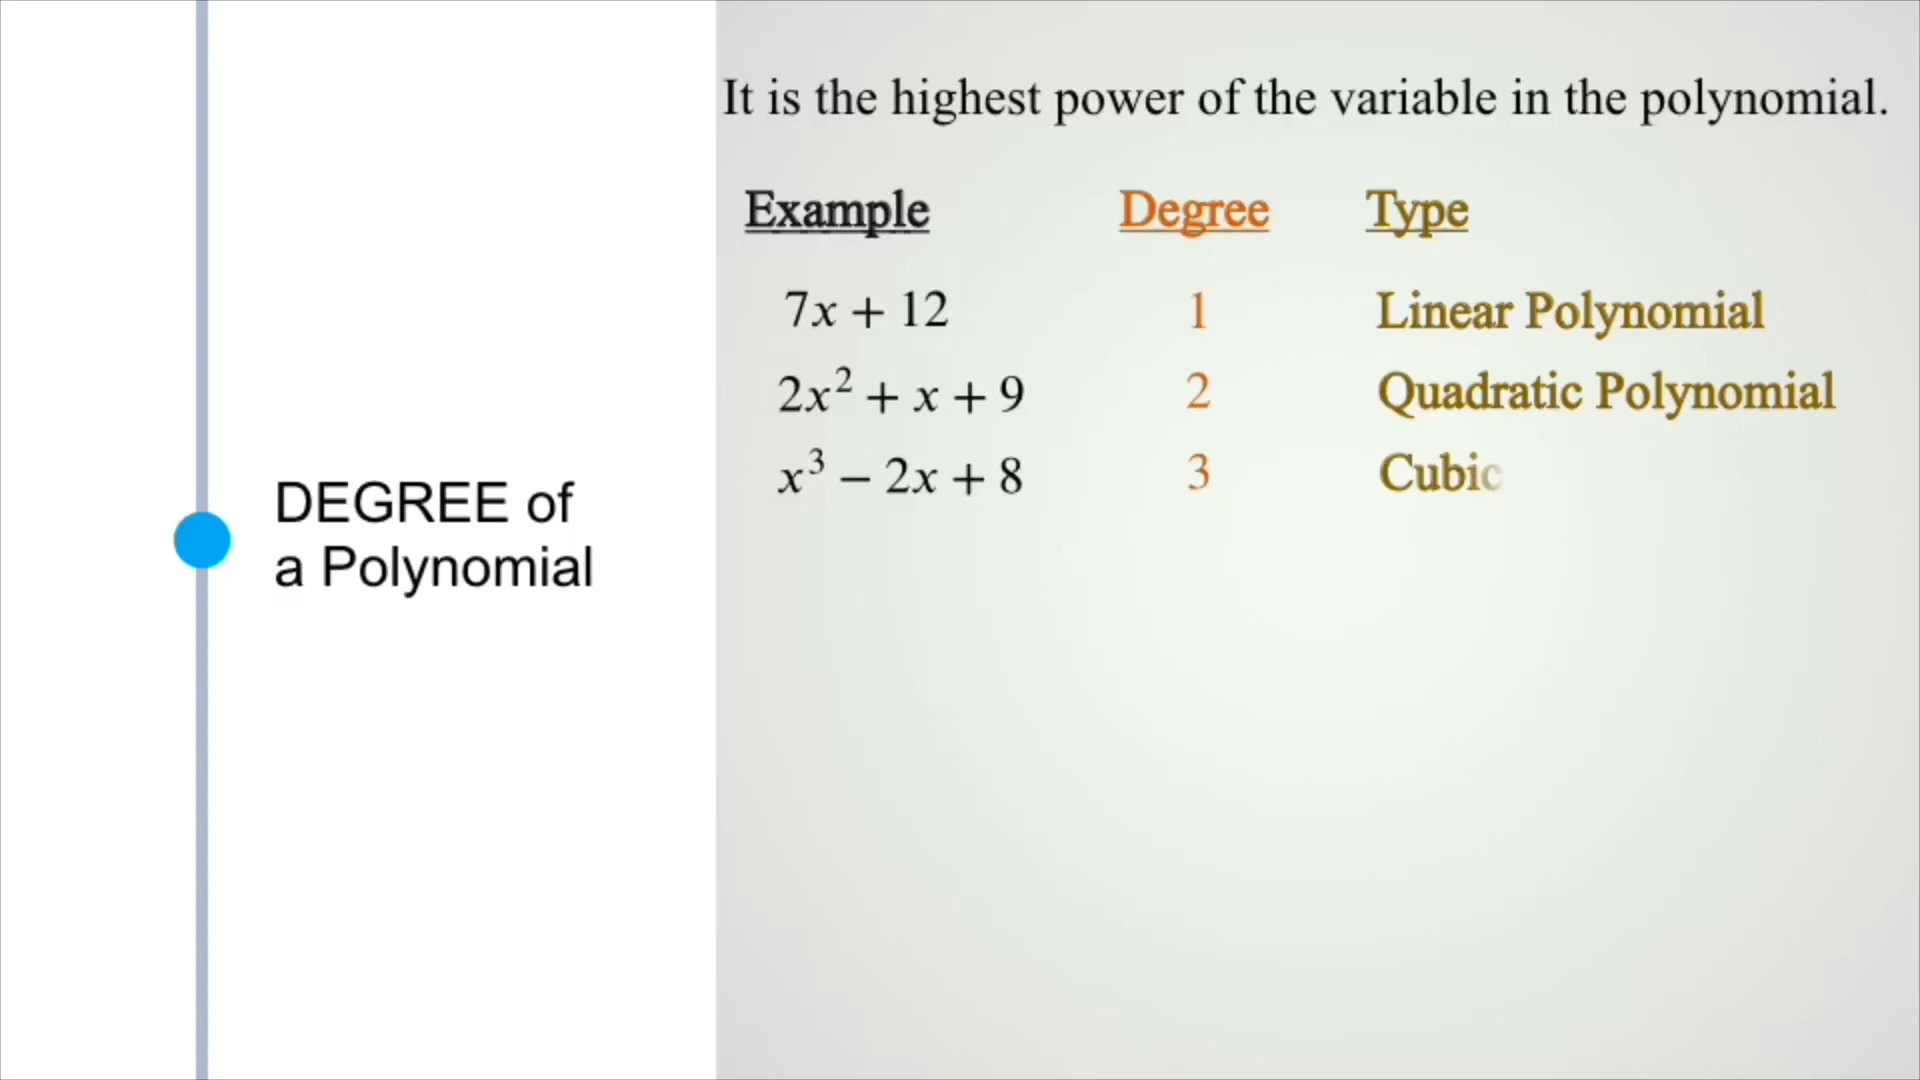 DEGREE of
a Polynomial
It is the highest power of the variable in the polynomial.
Example Degree Type
7x + 12 1 Linear Polynomial
2x² + x + 9 2 Quadratic Polynomial
x³ − 2x + 8 3 Cubic